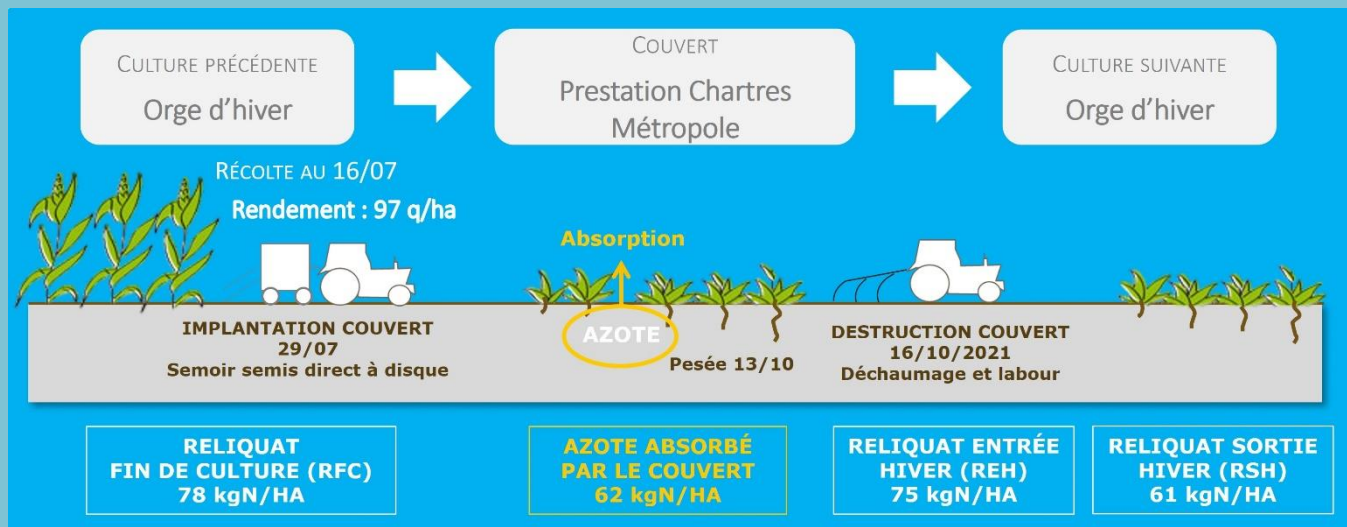 CULTURE PRÉCÉDENTE
Orge d'hiver
COUVERT
Prestation Chartres
Métropole
CULTURE SUIVANTE
Orge d'hiver
RÉCOLTE AU 16/07
Rendement : 97 q/ha
Absorption
IMPLANTATION COUVERT
29/07
Semoir semis direct à disque
AZOTE
Pesée 13/10
DESTRUCTION COUVERT
16/10/2021
Déchaumage et labour
RELIQUAT
FIN DE CULTURE (RFC)
78 kgN/HA
AZOTE ABSORBÉ
PAR LE COUVERT
62 kgN/HA
RELIQUAT ENTRÉE
HIVER (REH)
75 kgN/HA
RELIQUAT SORTIE
HIVER (RSH)
61 kgN/HA